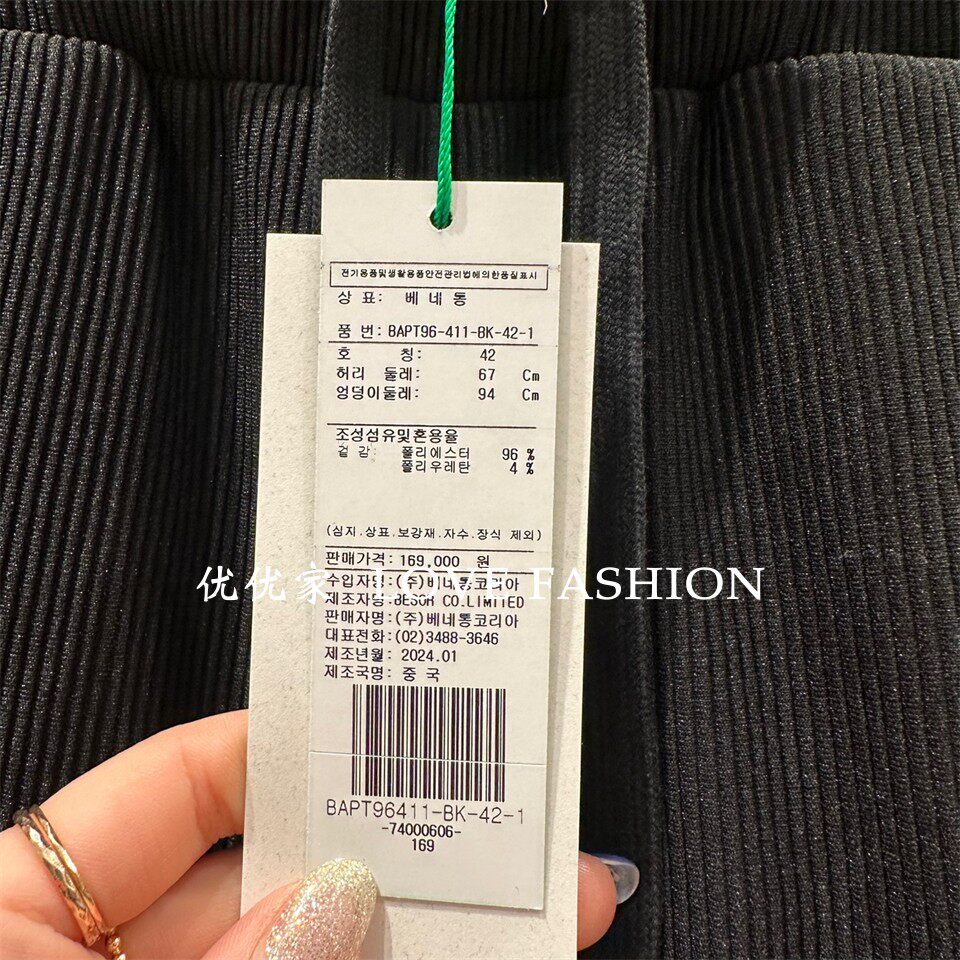 전기용품및생활용품안전관리법에의한품질표시
상 표: 베 네 통
품 번: BAPT96-411-BK-42-1
호 칭: 42
허리 둘레: 67 Cm
엉덩이둘레: 94 Cm
조성섬유및혼용율
겉 감: 폴리에스터 96 %
폴리우레탄 4 %
(심지.상표.보강재.자수.장식 제외)
판매가격: 169,000 원
수입자명: (주)베네통코리아
优优家 LOVE FASHION
제조자명: BESOR CO.LIMITED
판매자명: (주)베네통코리아
대표전화: (02)3488-3646
제조년월: 2024.01
제조국명: 중 국
BAPT96411-BK-42-1
-74000606-
169